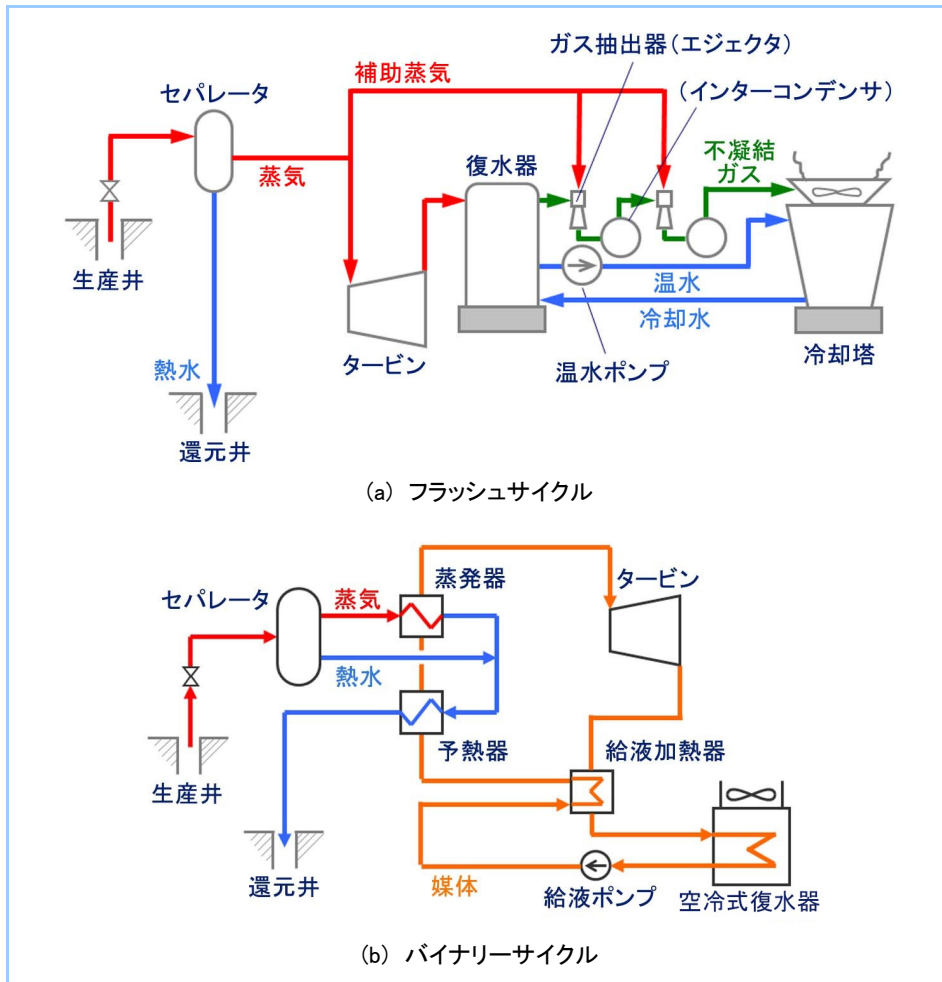 ガス抽出器(エジェクタ)
補助蒸気
(インターコンデンサ)
セパレータ
不凝結
ガス
復水器
蒸気
生産井
温水
冷却水
タービン
冷却塔
温水ポンプ
熱水
還元井
(a) フラッシュサイクル
蒸発器
タービン
セパレータ
蒸気
熱水
予熱器
給液加熱器
生産井
還元井
媒体
給液ポンプ
空冷式復水器
(b) バイナリーサイクル